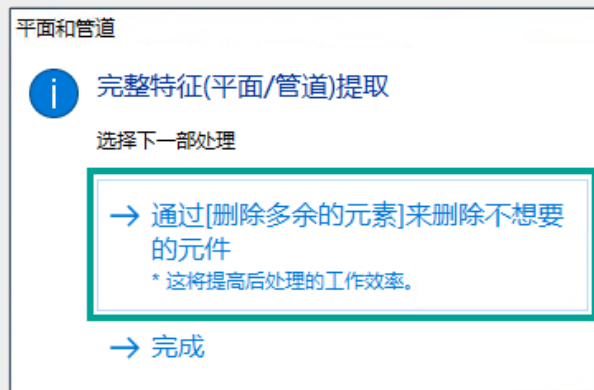 平面和管道
完整特征(平面/管道)提取
选择下一部处理
→ 通过[删除多余的元素]来删除不想要
的元件
* 这将提高后处理的工作效率。
→ 完成